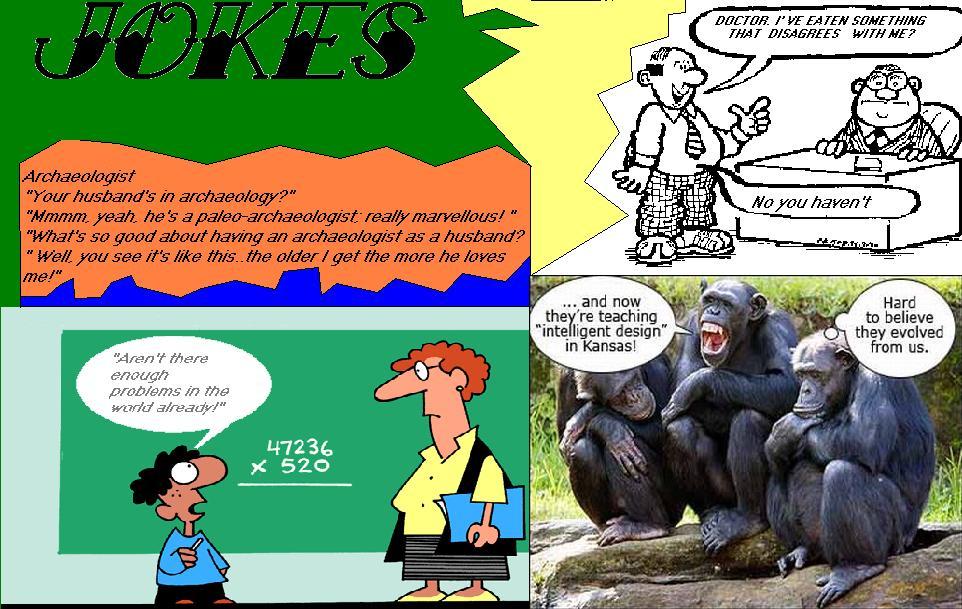 JOKES
Archaeologist
"Your husband's in archaeology?"
"Mmmm, yeah, he's a paleo-archaeologist; really marvellous! "
"What's so good about having an archaeologist as a husband?
" Well, you see it's like this..the older I get the more he loves
me!"
DOCTOR. I'VE EATEN SOMETHING
THAT DISAGREES WITH ME?
No you haven't
"Aren't there
enough
problems in the
world already!"
47236
x 520
... and now
they're teaching
"intelligent design"
in Kansas!
Hard
to believe
they evolved
from us.